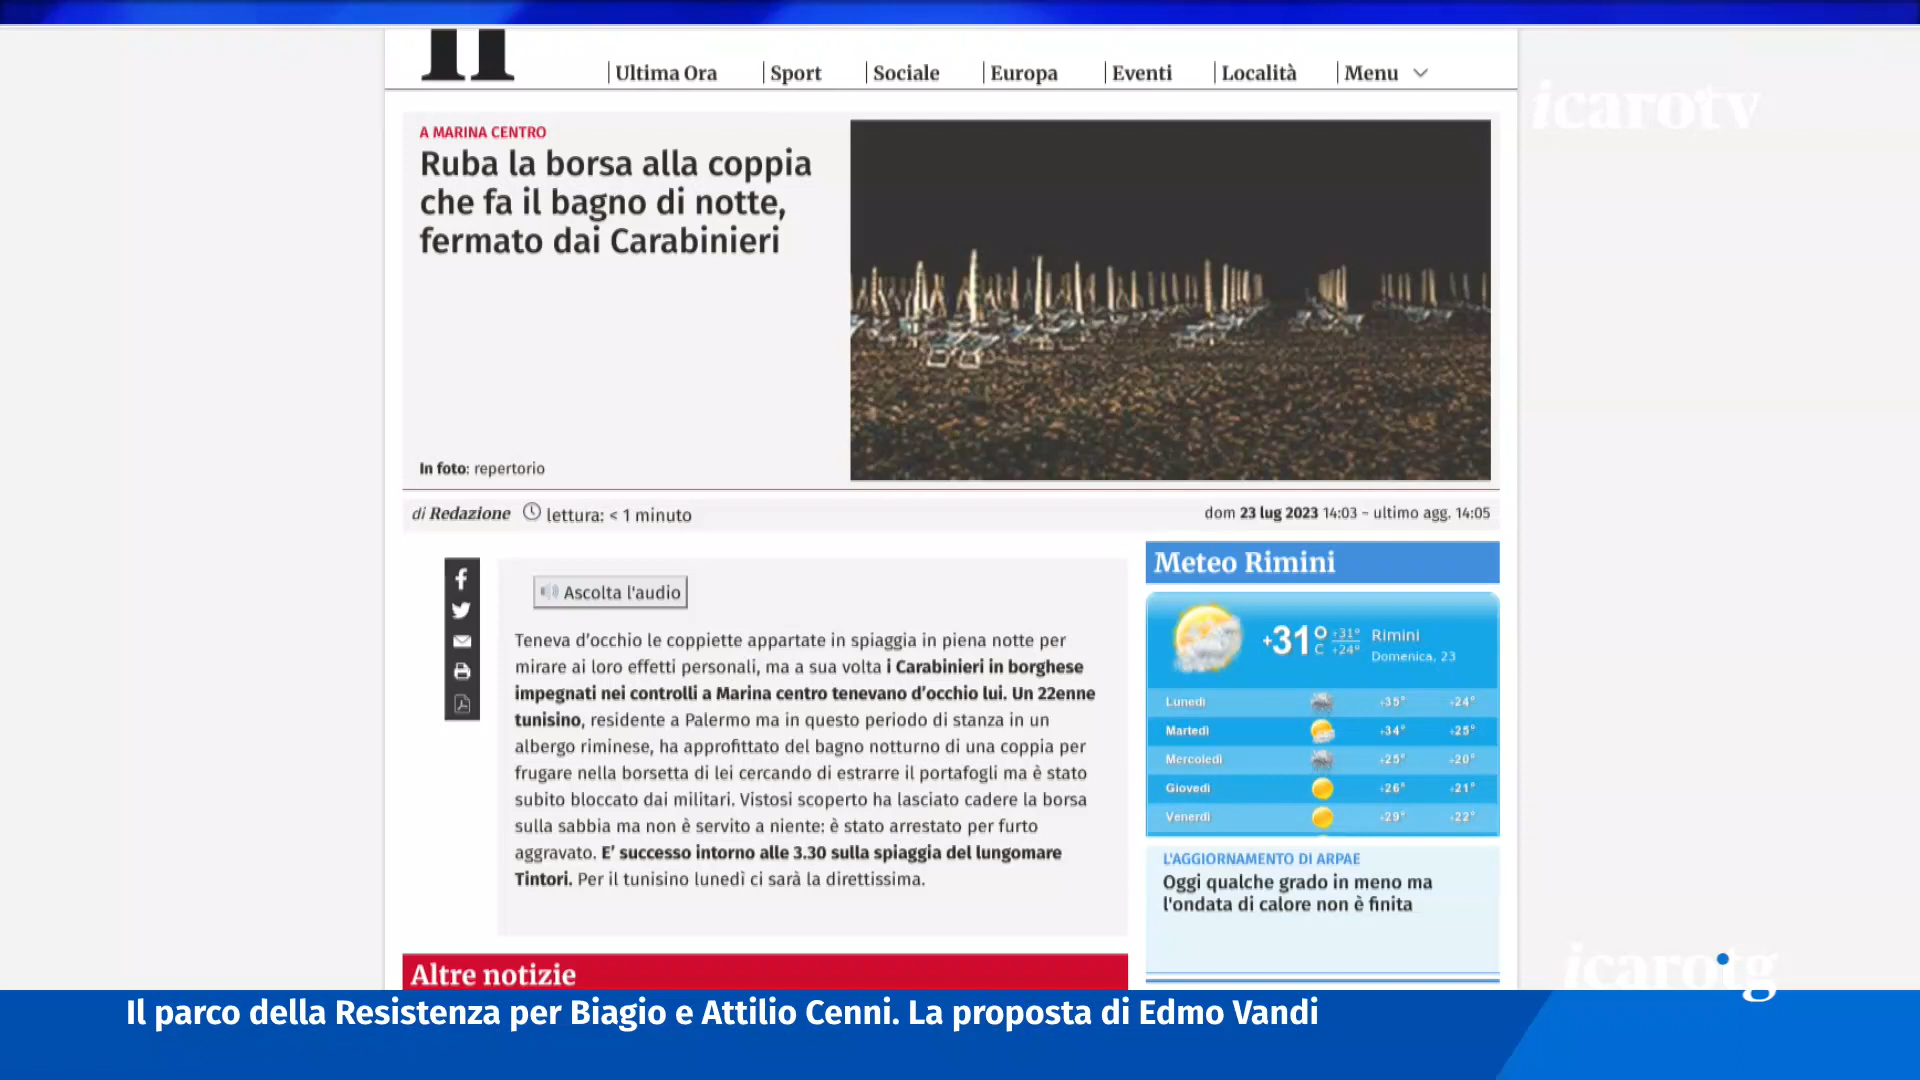 Ultima Ora
Sport
Sociale
Europa
Eventi
Località
Menu
icarotv
A MARINA CENTRO
Ruba la borsa alla coppia
che fa il bagno di notte,
fermato dai Carabinieri
In foto: repertorio
di Redazione lettura: < 1 minuto
dom 23 lug 2023 14:03 ~ ultimo agg. 14:05
Ascolta l'audio
Teneva d’occhio le coppiette appartate in spiaggia in piena notte per
mirare ai loro effetti personali, ma a sua volta i Carabinieri in borghese
impegnati nei controlli a Marina centro tenevano d’occhio lui. Un 22enne
tunisino, residente a Palermo ma in questo periodo di stanza in un
albergo riminese, ha approfittato del bagno notturno di una coppia per
frugare nella borsetta di lei cercando di estrarre il portafogli ma è stato
subito bloccato dai militari. Vistosi scoperto ha lasciato cadere la borsa
sulla sabbia ma non è servito a niente: è stato arrestato per furto
aggravato. E’ successo intorno alle 3.30 sulla spiaggia del lungomare
Tintori. Per il tunisino lunedì ci sarà la direttissima.
Meteo Rimini
+31°C +31° +24° Rimini
Domenica, 23
Lunedì +35° +24°
Martedì +34° +25°
Mercoledì +25° +20°
Giovedì +26° +21°
Venerdì +29° +22°
L'AGGIORNAMENTO DI ARPAE
Oggi qualche grado in meno ma
l'ondata di calore non è finita
Altre notizie
icarotg
Il parco della Resistenza per Biagio e Attilio Cenni. La proposta di Edmo Vandi